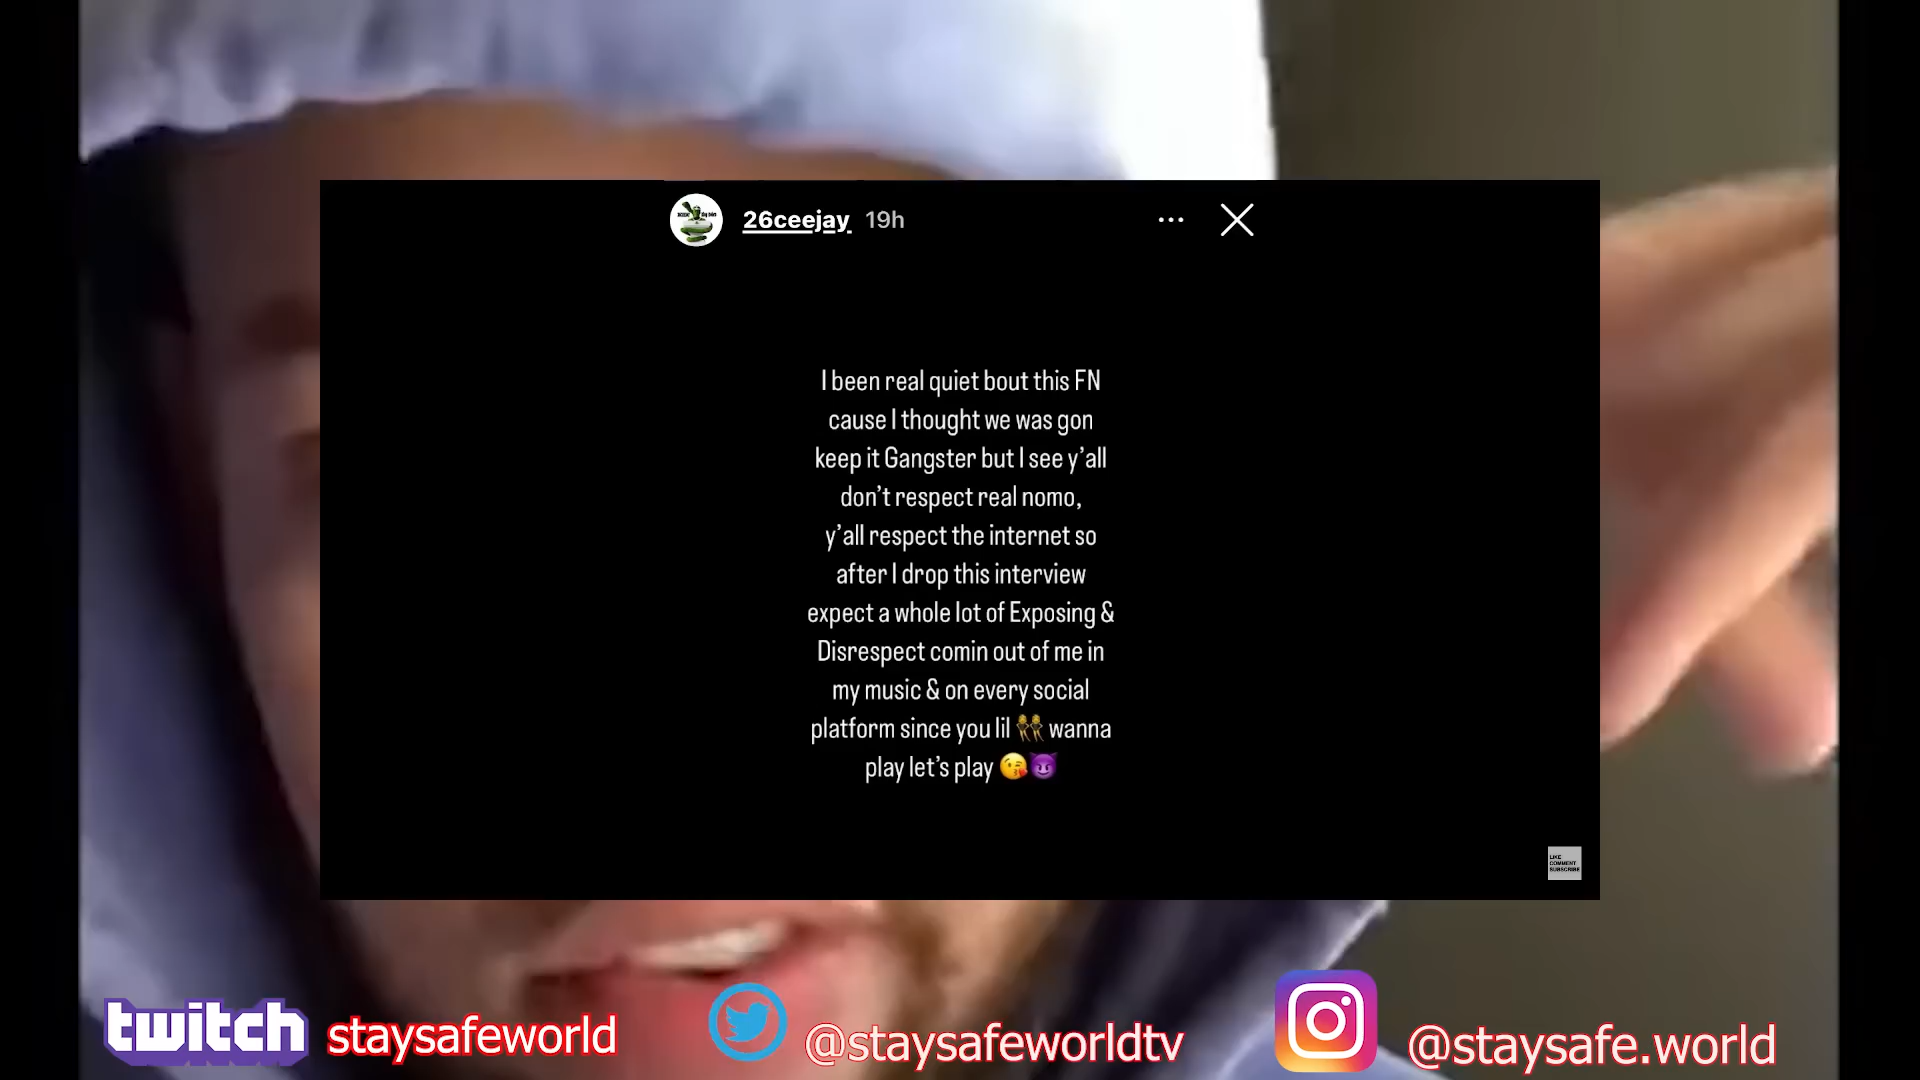 26ceejay 19h
I been real quiet bout this FN
cause I thought we was gon
keep it Gangster but I see y’all
don’t respect real nomo,
y’all respect the internet so
after I drop this interview
expect a whole lot of Exposing &
Disrespect comin out of me in
my music & on every social
platform since you lil 👯 wanna
play let’s play 😘😈
LIKE
COMMENT
SUBSCRIBE
twitch staysafeworld
@staysafeworldtv
@staysafe.world